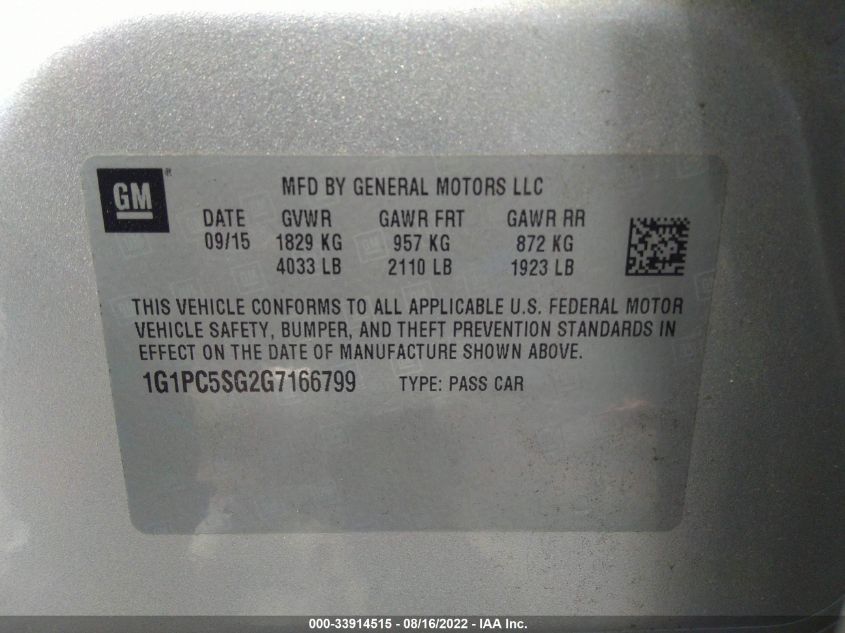 GM®
MFD BY GENERAL MOTORS LLC
DATE GVWR GAWR FRT GAWR RR
09/15 1829 KG 957 KG 872 KG
4033 LB 2110 LB 1923 LB
THIS VEHICLE CONFORMS TO ALL APPLICABLE U.S. FEDERAL MOTOR
VEHICLE SAFETY, BUMPER, AND THEFT PREVENTION STANDARDS IN
EFFECT ON THE DATE OF MANUFACTURE SHOWN ABOVE.
1G1PC5SG2G7166799 TYPE: PASS CAR
000-33914515 - 08/16/2022 - IAA Inc.